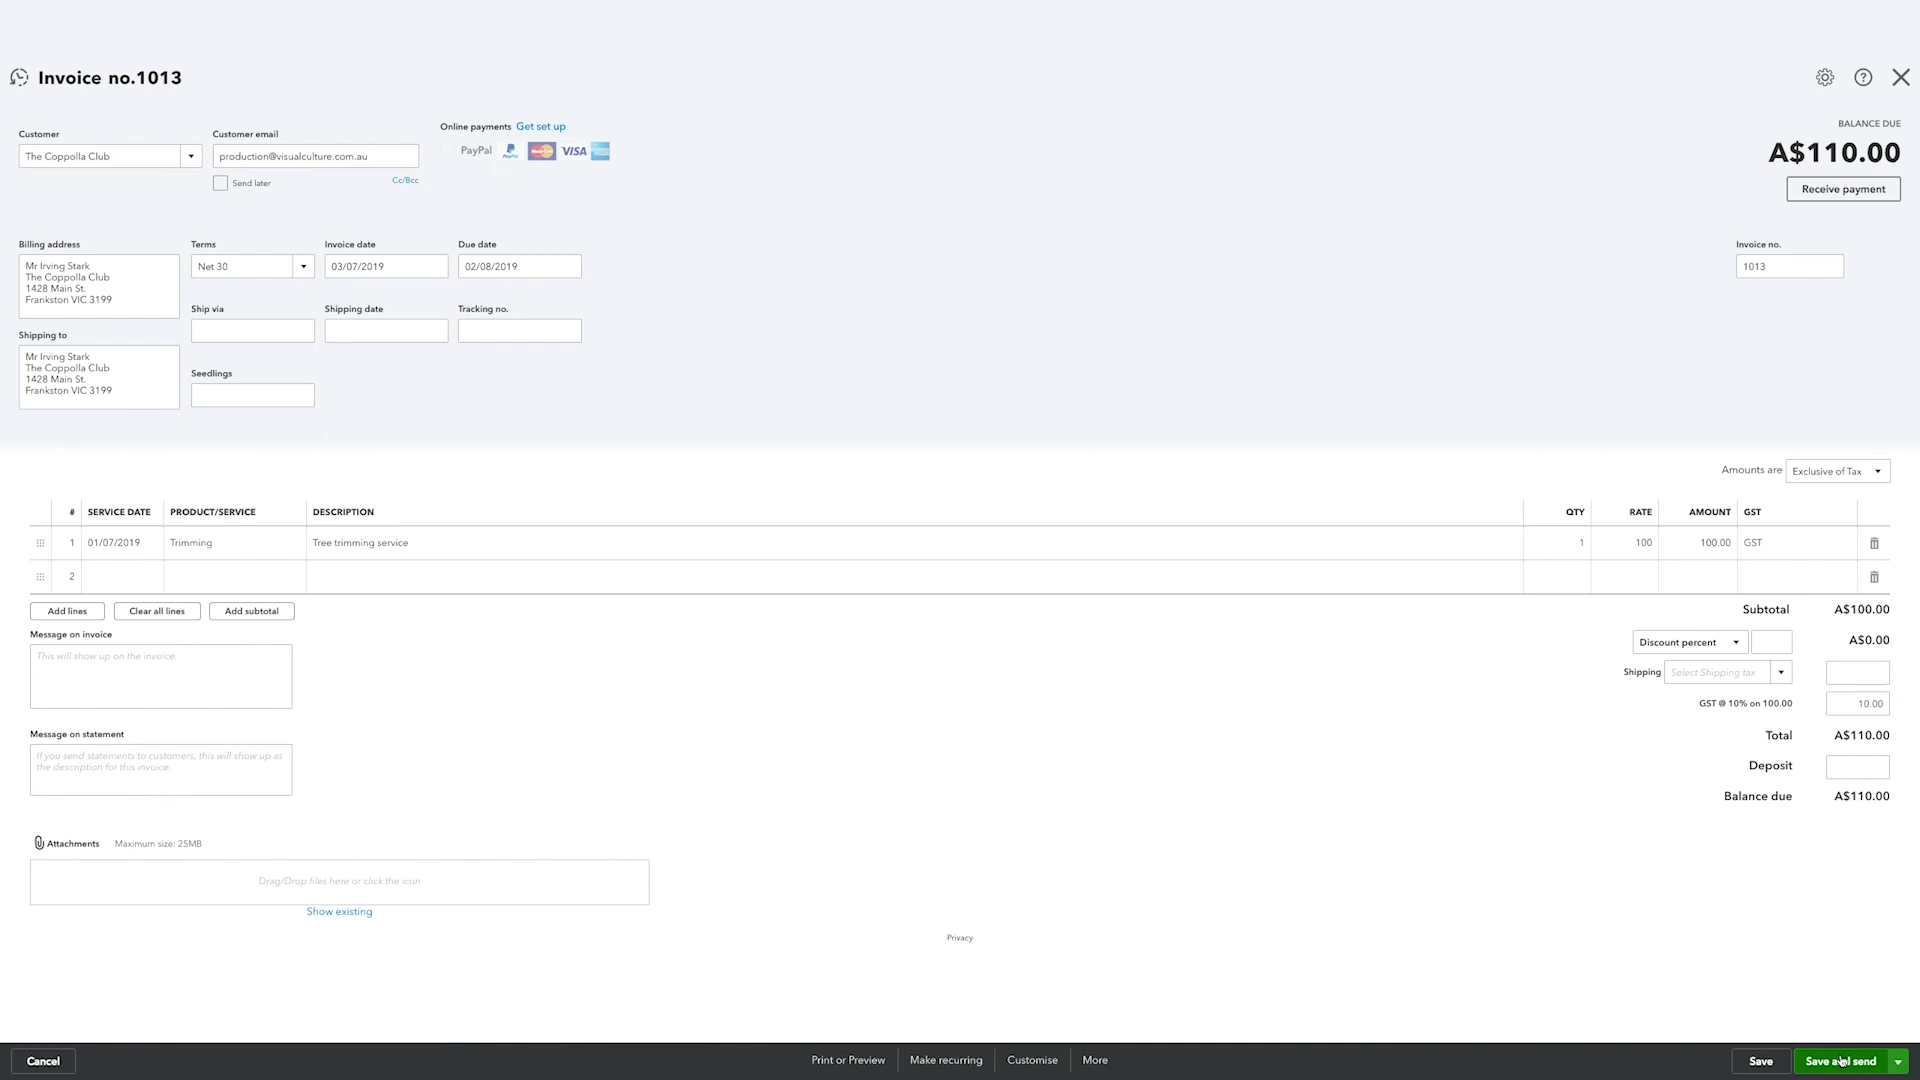 Invoice no.1013
Customer
The Coppolla Club
Customer email
production@visualculture.com.au
Send later
Cc/Bcc
Online payments Get set up
PayPal PayPal MasterCard VISA
BALANCE DUE
A$110.00
Receive payment
Billing address
Mr Irving Stark
The Coppolla Club
1428 Main St.
Frankston VIC 3199
Terms
Net 30
Invoice date
03/07/2019
Due date
02/08/2019
Invoice no.
1013
Ship via
Shipping date
Tracking no.
Shipping to
Mr Irving Stark
The Coppolla Club
1428 Main St.
Frankston VIC 3199
Seedlings
Amounts are Exclusive of Tax
# SERVICE DATE PRODUCT/SERVICE DESCRIPTION QTY RATE AMOUNT GST
1 01/07/2019 Trimming Tree trimming service 1 100 100.00 GST
2
Add lines Clear all lines Add subtotal
Subtotal A$100.00
Message on invoice
This will show up on the invoice.
Discount percent A$0.00
Shipping Select Shipping tax
GST @ 10% on 100.00 10.00
Total A$110.00
Message on statement
If you send statements to customers, this will show up as
the description for this invoice.
Deposit
Balance due A$110.00
Attachments Maximum size: 25MB
Drag/Drop files here or click the icon
Show existing
Privacy
Cancel Print or Preview Make recurring Customise More Save Save and send